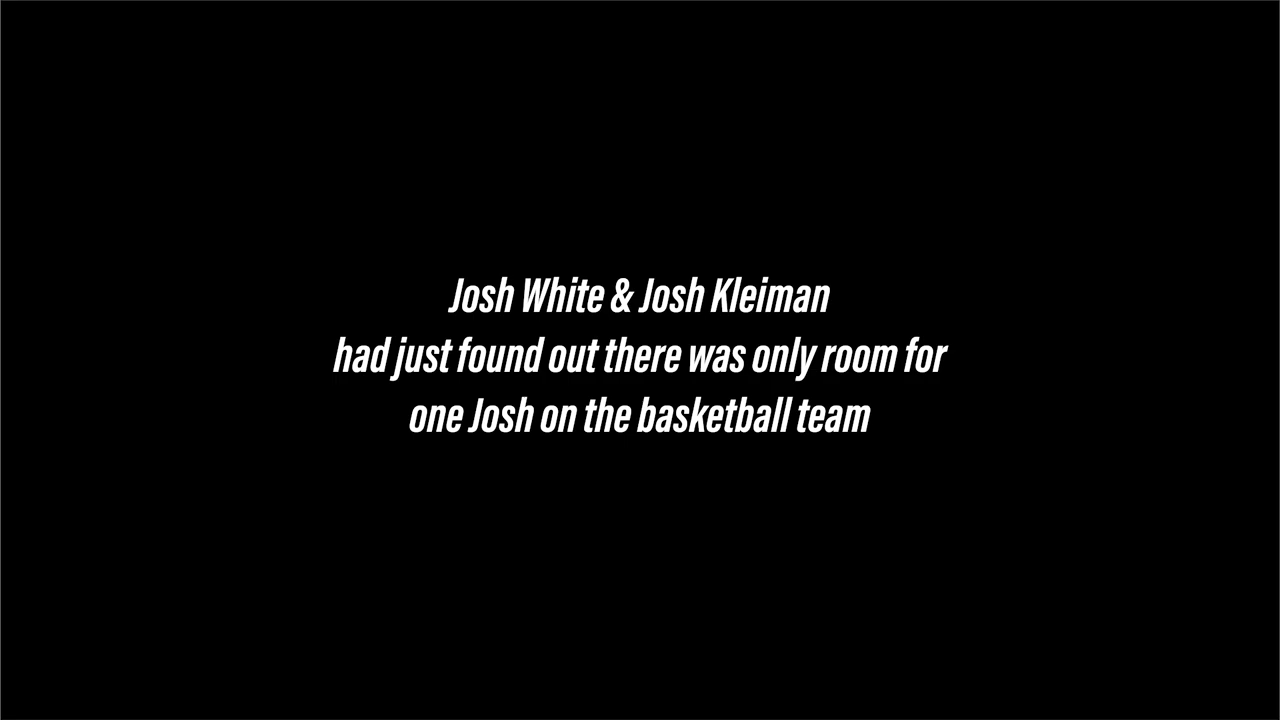 Josh White & Josh Kleiman
had just found out there was only room for
one Josh on the basketball team